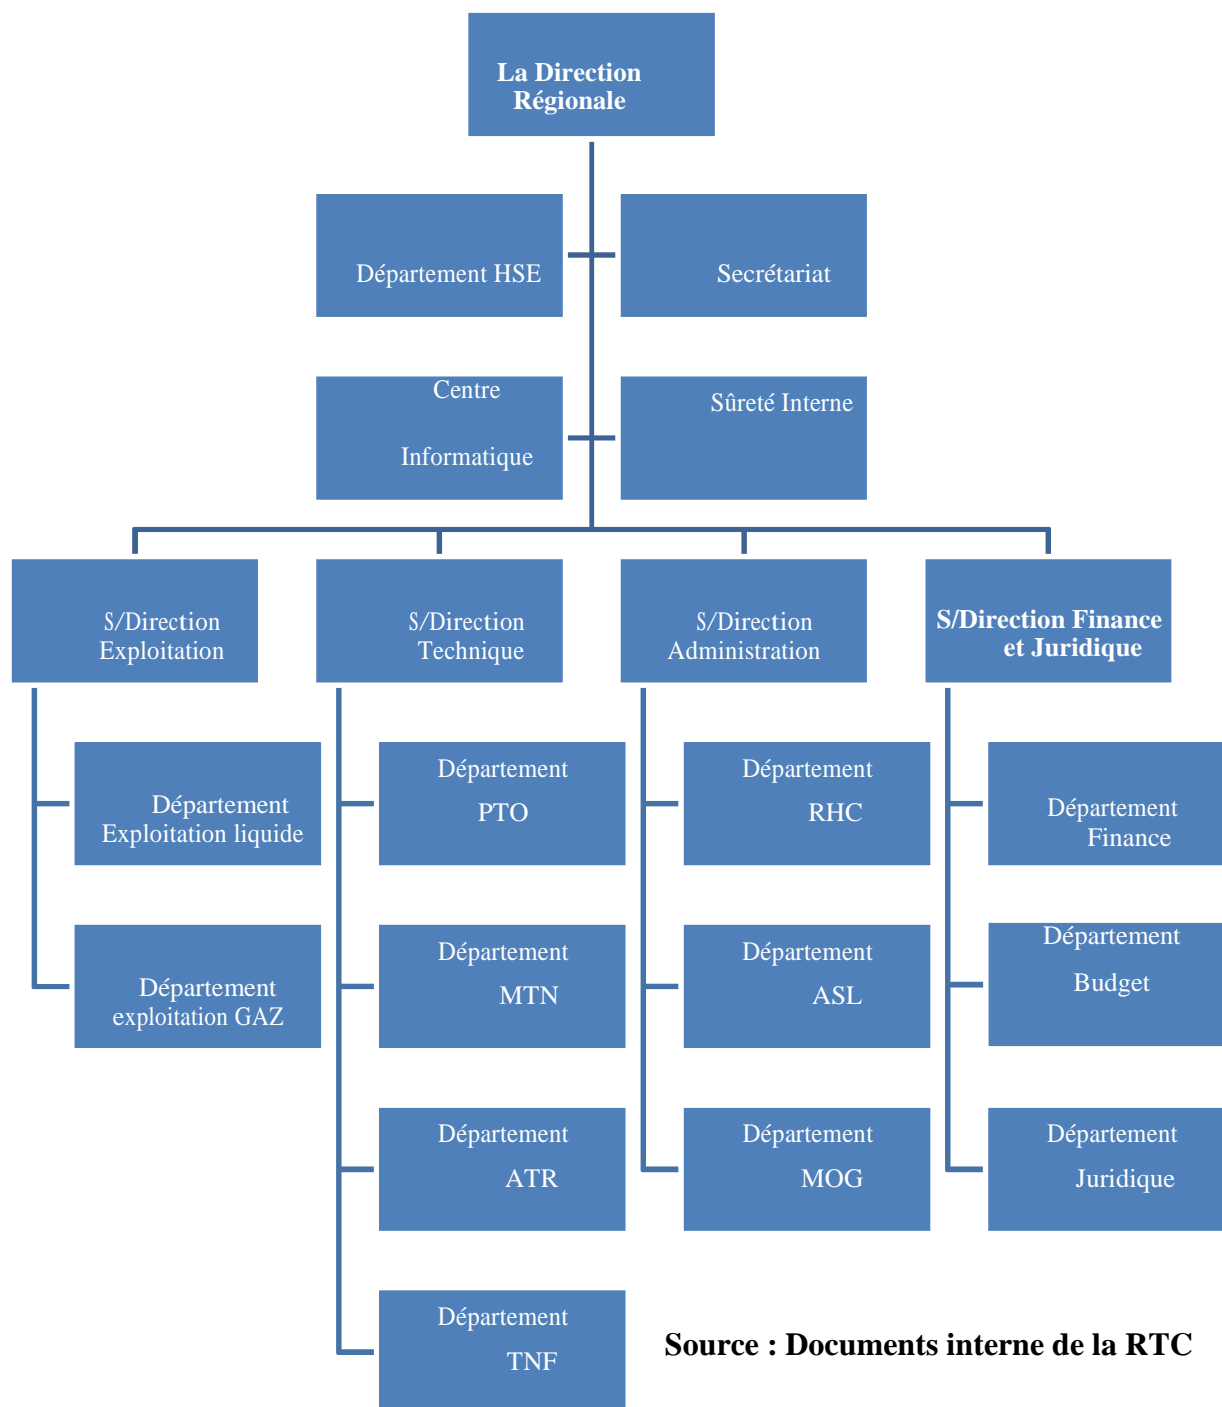 La Direction
Régionale
Département HSE
Secrétariat
Centre
Informatique
Sûreté Interne
S/Direction
Exploitation
S/Direction
Technique
S/Direction
Administration
S/Direction Finance
et Juridique
Département
Exploitation liquide
Département
PTO
Département
RHC
Département
Finance
Département
exploitation GAZ
Département
MTN
Département
ASL
Département
Budget
Département
ATR
Département
MOG
Département
Juridique
Département
TNF
Source : Documents interne de la RTC